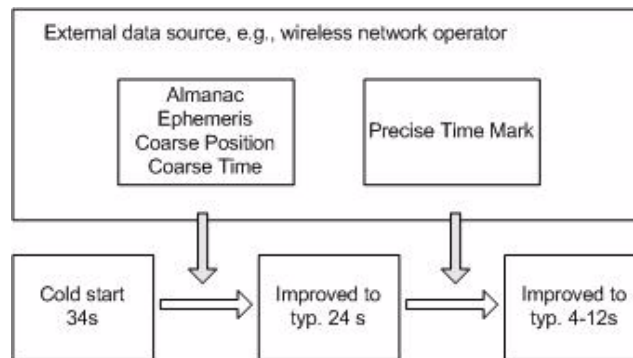 External data source, e.g., wireless network operator
Almanac
Ephemeris
Coarse Position
Coarse Time
Precise Time Mark
Cold start
34s
Improved to
typ. 24 s
Improved to
typ. 4-12s